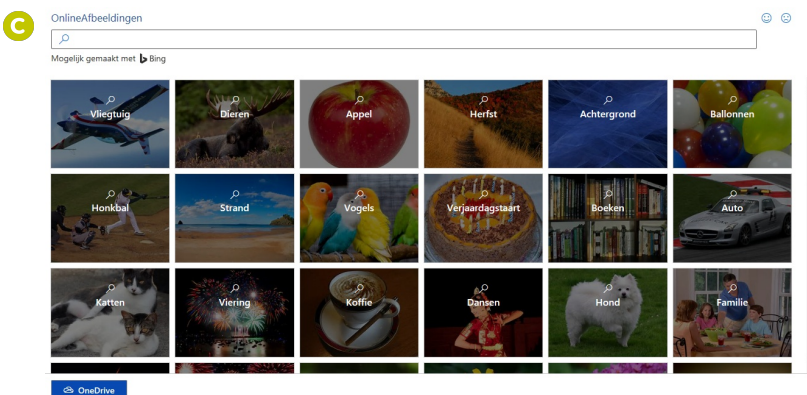 C
OnlineAfbeeldingen
Mogelijk gemaakt met Bing
Vliegtuig
Dieren
Appel
Herfst
Achtergrond
Ballonnen
Honkbal
Strand
Vogels
Verjaardagstaart
Boeken
Auto
Katten
Viering
Koffie
Dansen
Hond
Familie
OneDrive